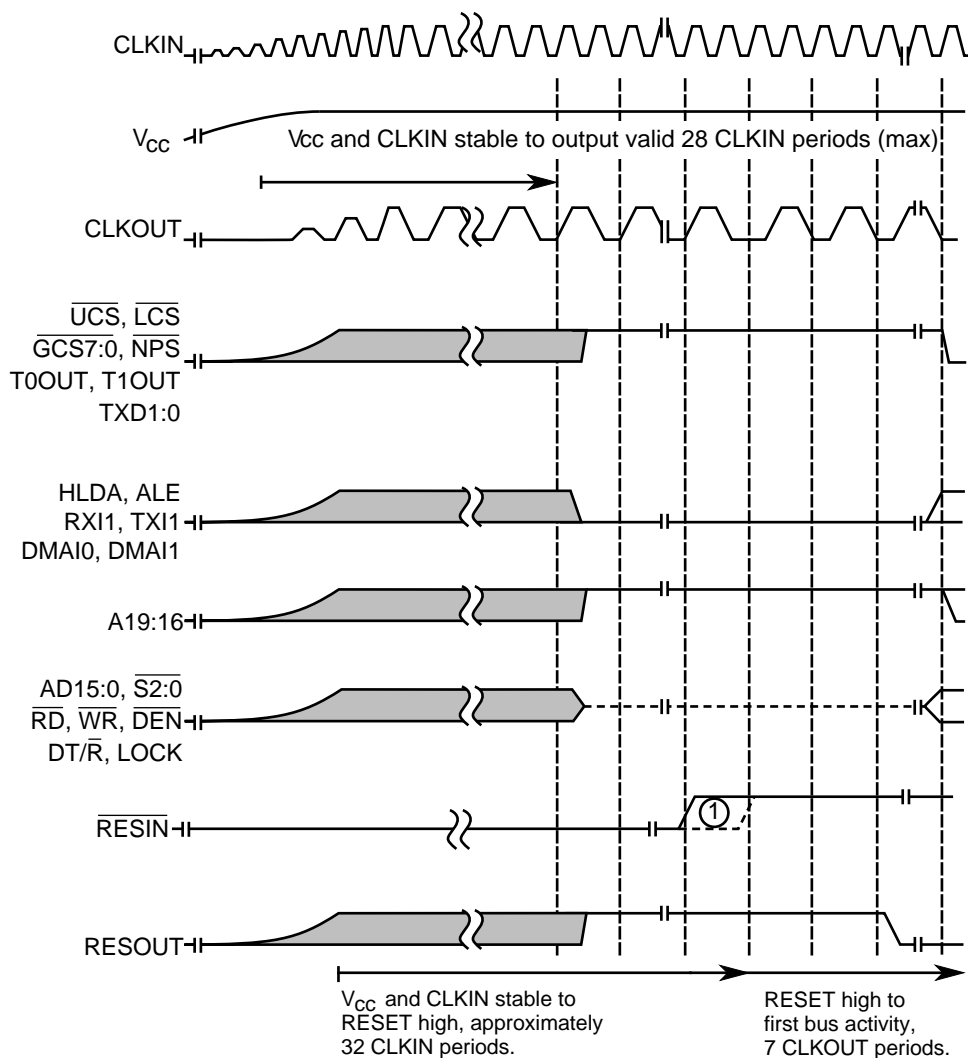 CLKIN
VCC
Vcc and CLKIN stable to output valid 28 CLKIN periods (max)
CLKOUT
UCS, LCS
GCS7:0, NPS
T0OUT, T1OUT
TXD1:0
HLDA, ALE
RXI1, TXI1
DMAI0, DMAI1
A19:16
AD15:0, S2:0
RD, WR, DEN
DT/R, LOCK
RESIN
1
RESOUT
VCC and CLKIN stable to
RESET high, approximately
32 CLKIN periods.
RESET high to
first bus activity,
7 CLKOUT periods.